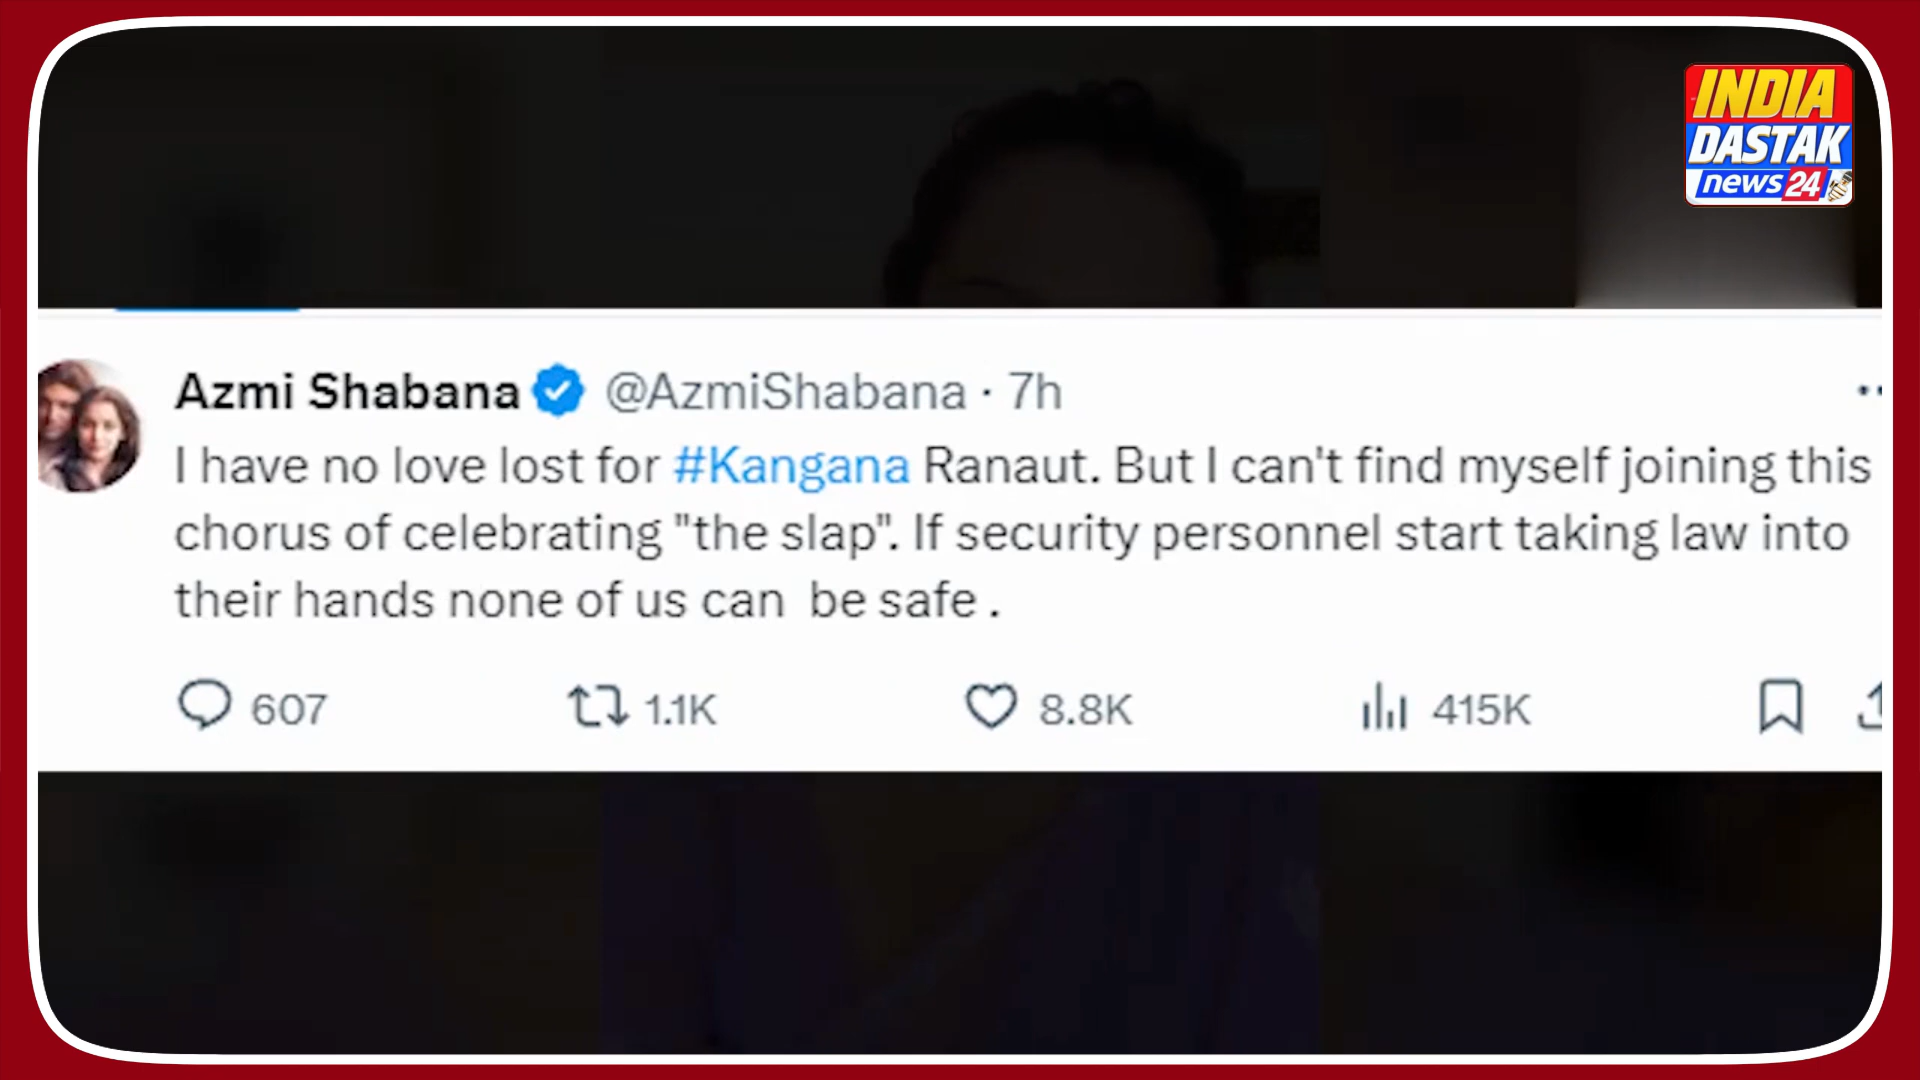 INDIA
DASTAK
news 24
Azmi Shabana @AzmiShabana · 7h
I have no love lost for #Kangana Ranaut. But I can't find myself joining this
chorus of celebrating "the slap". If security personnel start taking law into
their hands none of us can be safe .
607 1.1K 8.8K 415K